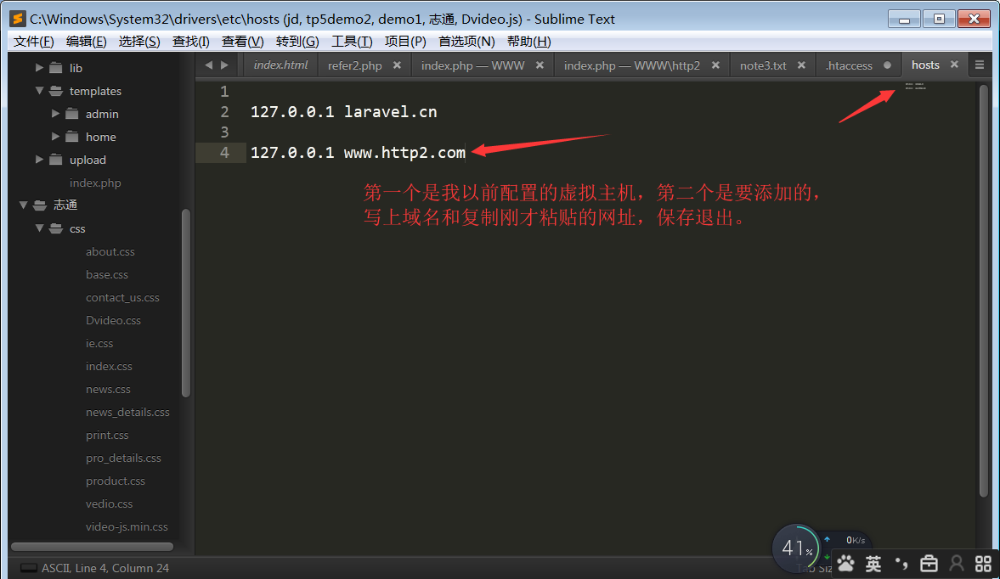 C:\Windows\System32\drivers\etc\hosts (jd, tp5demo2, demo1, 志通, Dvideo.js) - Sublime Text
文件(F) 编辑(E) 选择(S) 查找(I) 查看(V) 转到(G) 工具(T) 项目(P) 首选项(N) 帮助(H)
index.html refer2.php index.php — WWW index.php — WWW\http2 note3.txt .htaccess hosts
lib
templates
admin
home
upload
index.php
志通
css
about.css
base.css
contact_us.css
Dvideo.css
ie.css
index.css
news.css
news_details.css
print.css
pro_details.css
product.css
vedio.css
video-js.min.css
1
2 127.0.0.1 laravel.cn
3
4 127.0.0.1 www.http2.com
第一个是我以前配置的虚拟主机，第二个是要添加的，
写上域名和复制刚才粘贴的网址，保存退出。
41%
0K/s
ASCII, Line 4, Column 24
Tab Siz
英